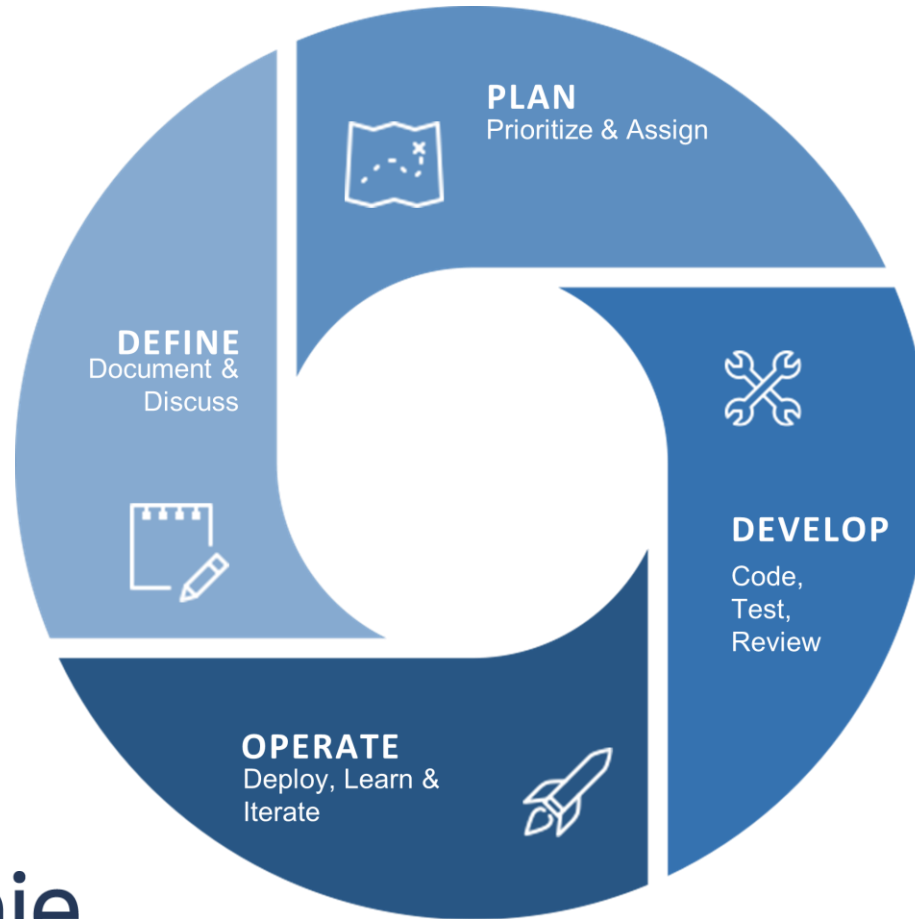 PLAN
Prioritize & Assign
DEFINE
Document &
Discuss
DEVELOP
Code,
Test,
Review
OPERATE
Deploy, Learn &
Iterate